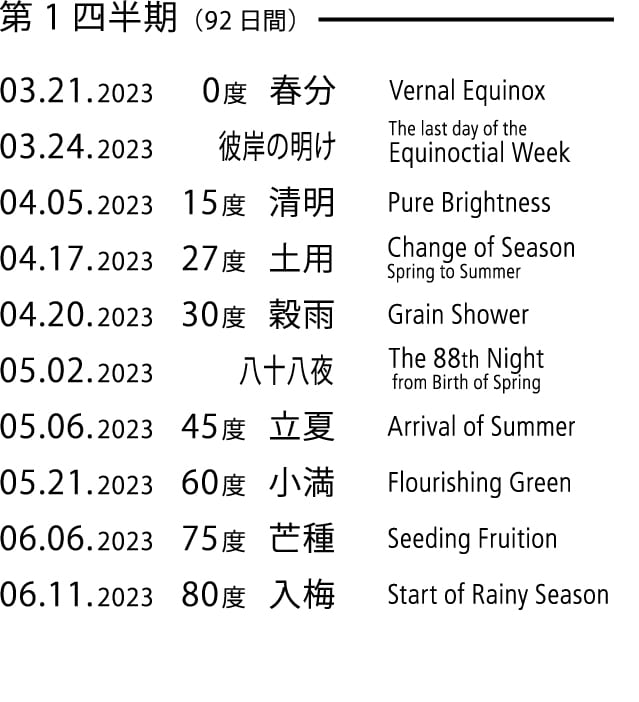 第1四半期（92日間）
03.21.2023 0度 春分 Vernal Equinox
03.24.2023 彼岸の明け The last day of the
Equinoctial Week
04.05.2023 15度 清明 Pure Brightness
04.17.2023 27度 土用 Change of Season
Spring to Summer
04.20.2023 30度 穀雨 Grain Shower
05.02.2023 八十八夜 The 88th Night
from Birth of Spring
05.06.2023 45度 立夏 Arrival of Summer
05.21.2023 60度 小満 Flourishing Green
06.06.2023 75度 芒種 Seeding Fruition
06.11.2023 80度 入梅 Start of Rainy Season